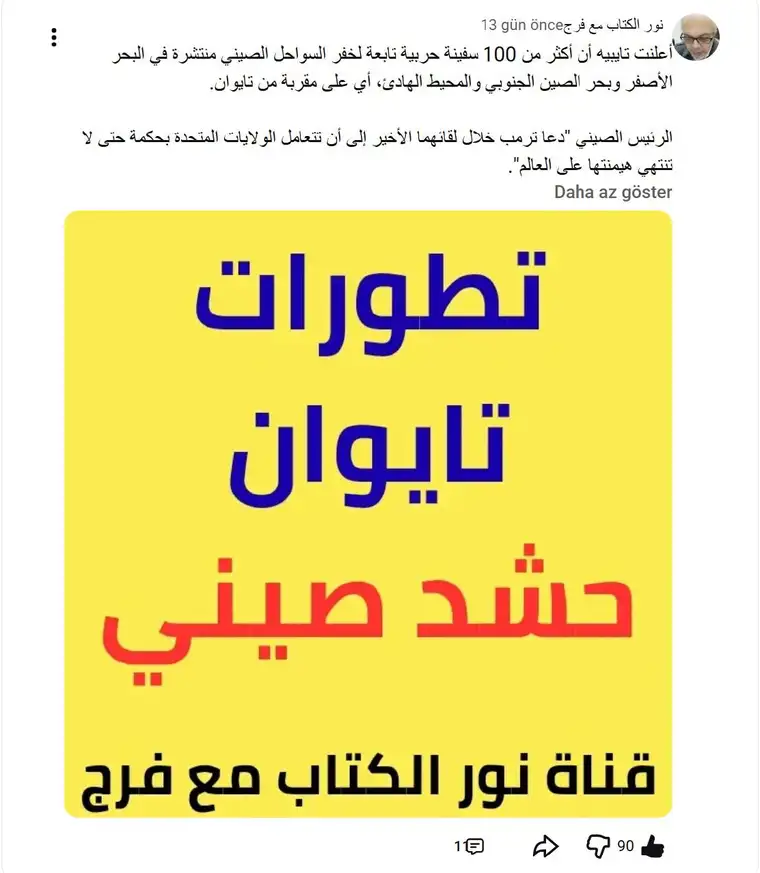 نور الكتاب مع فرج 13 gün önce
أعلنت تايبيه أن أكثر من 100 سفينة حربية تابعة لخفر السواحل الصيني منتشرة في البحر
الأصفر وبحر الصين الجنوبي والمحيط الهادئ، أي على مقربة من تايوان.
الرئيس الصيني "دعا ترمب خلال لقائهما الأخير إلى أن تتعامل الولايات المتحدة بحكمة حتى لا
تنتهي هيمنتها على العالم".
Daha az göster
تطورات
تايوان
حشد صيني
قناة نور الكتاب مع فرج
90
11